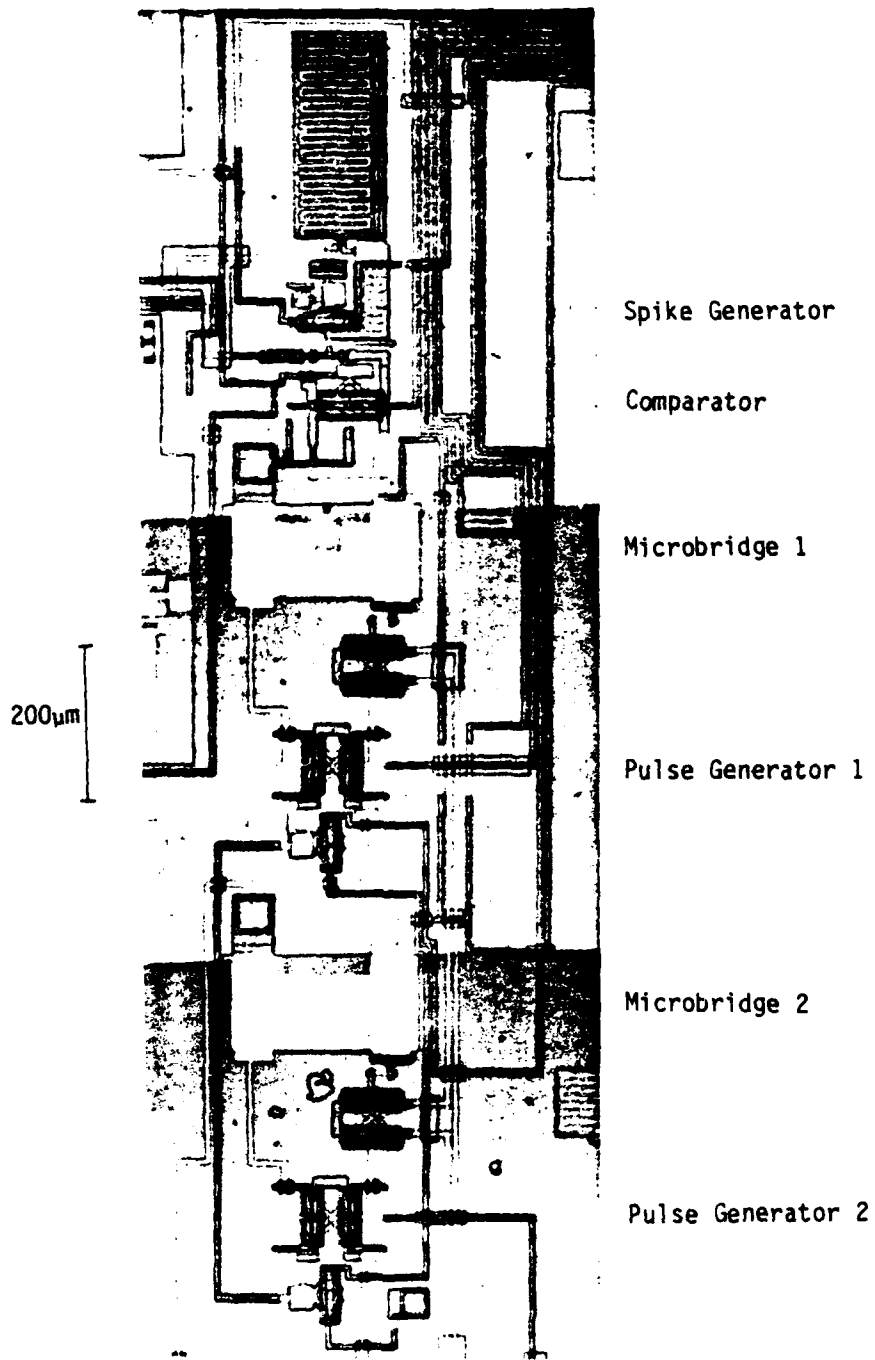 Spike Generator
Comparator
Microbridge 1
200µm
Pulse Generator 1
Microbridge 2
Pulse Generator 2